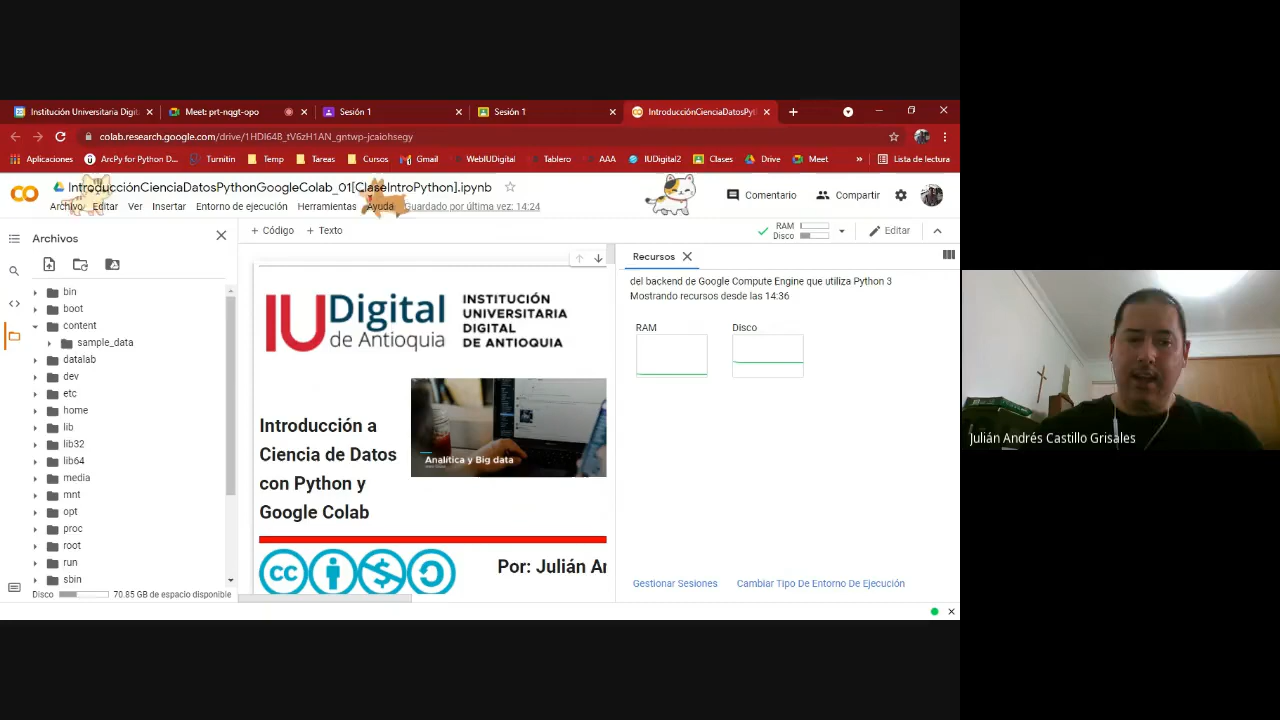 Institución Universitaria Digit
Meet: prt-nqgt-opo
Sesión 1
Sesión 1
IntroducciónCienciaDatosPyth
colab.research.google.com/drive/1HDI64B_tV6zH1AN_gntwp-jcaiohsegy
Aplicaciones
ArcPy for Python D...
Turnitin
Temp
Tareas
Cursos
Gmail
WebIUDigital
Tablero
AAA
IUDigital2
Clases
Drive
Meet
»
Lista de lectura
IntroducciónCienciaDatosPythonGoogleColab_01[ClaseIntroPython].ipynb
Comentario
Compartir
Archivo Editar Ver Insertar Entorno de ejecución Herramientas Ayuda Guardado por última vez: 14:24
Archivos
+ Código + Texto
RAM
Disco
Editar
bin
boot
content
sample_data
datalab
dev
etc
home
lib
lib32
lib64
media
mnt
opt
proc
root
run
sbin
Disco
70.85 GB de espacio disponible
IUDigital
de Antioquia
INSTITUCIÓN
UNIVERSITARIA
DIGITAL
DE ANTIOQUIA
Introducción a
Ciencia de Datos
con Python y
Google Colab
Analítica y Big data
cc
Por: Julián Ar
Recursos
del backend de Google Compute Engine que utiliza Python 3
Mostrando recursos desde las 14:36
RAM
Disco
Gestionar Sesiones
Cambiar Tipo De Entorno De Ejecución
Julián Andrés Castillo Grisales